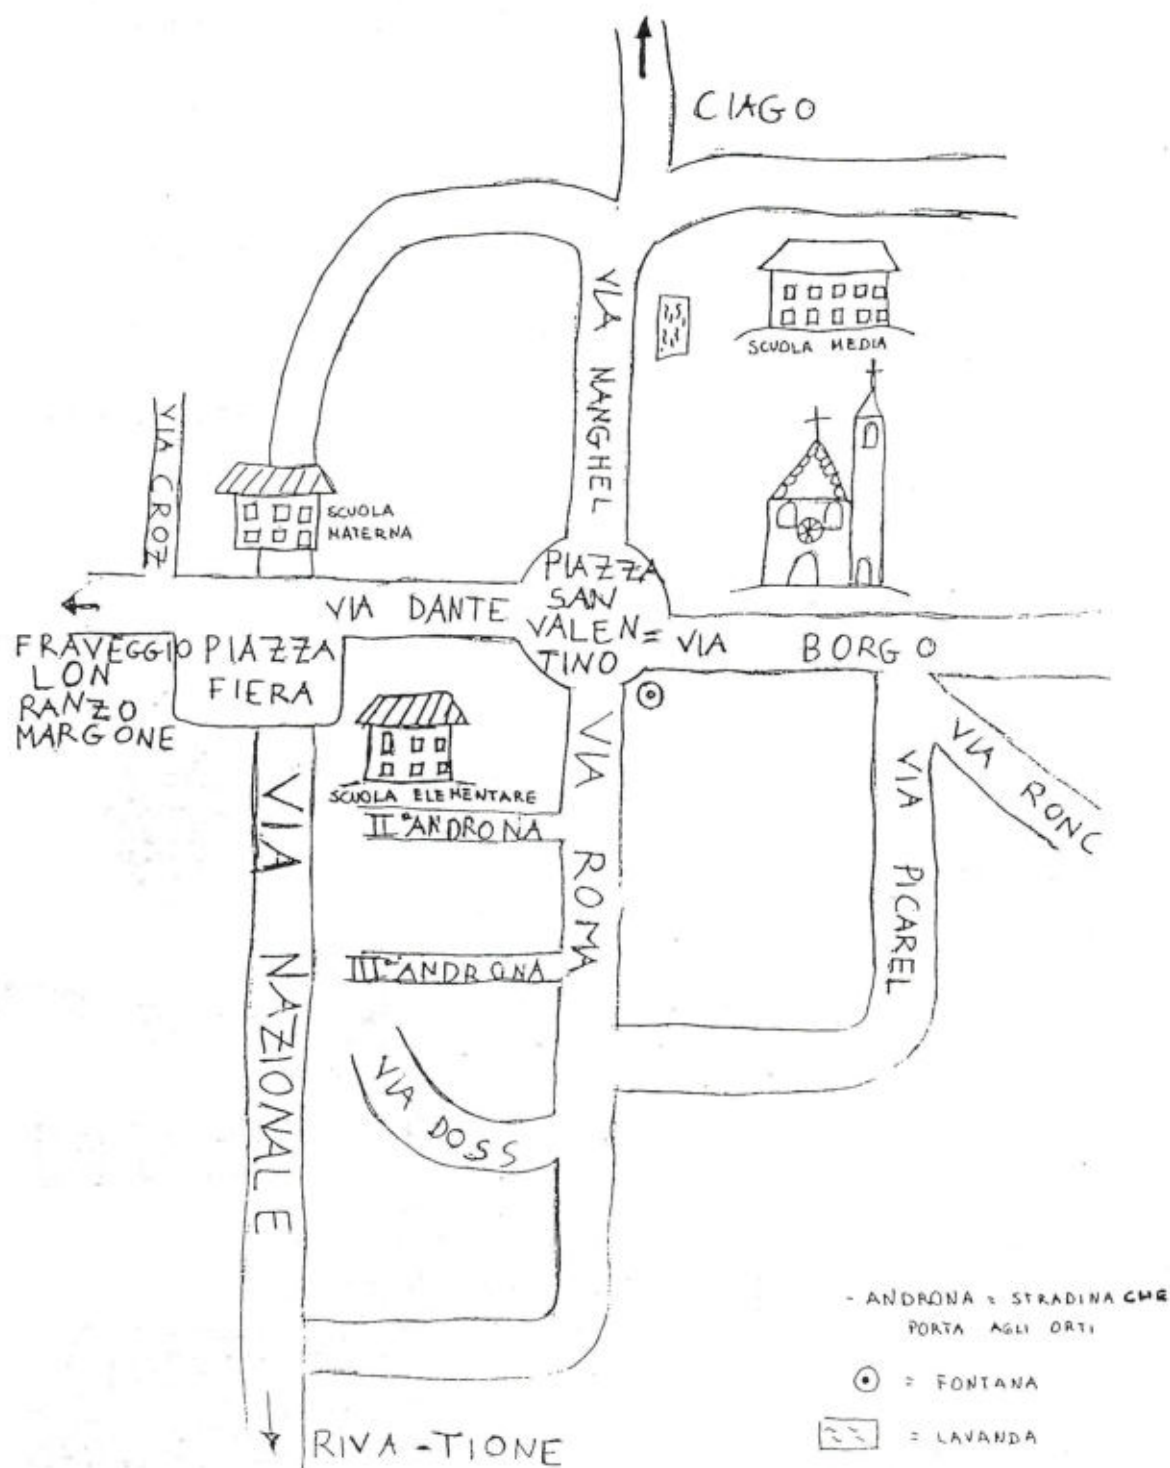 CIAGO
VIA NANGHEL
SCUOLA MEDIA
VIA CROZ
SCUOLA
MATERNA
VIA DANTE
PIAZZA
SAN
VALEN=
TINO
VIA BORGO
FRAVEGGIO
LON
RANZO
MARGONE
PIAZZA
FIERA
SCUOLA ELEMENTARE
II° ANDRONA
VIA ROMA
VIA RONC
VIA PICAREL
VIA NAZIONALE
III° ANDRONA
VIA DOSS
- ANDRONA = STRADINA CHE
PORTA AGLI ORTI
= FONTANA
= LAVANDA
RIVA - TIONE